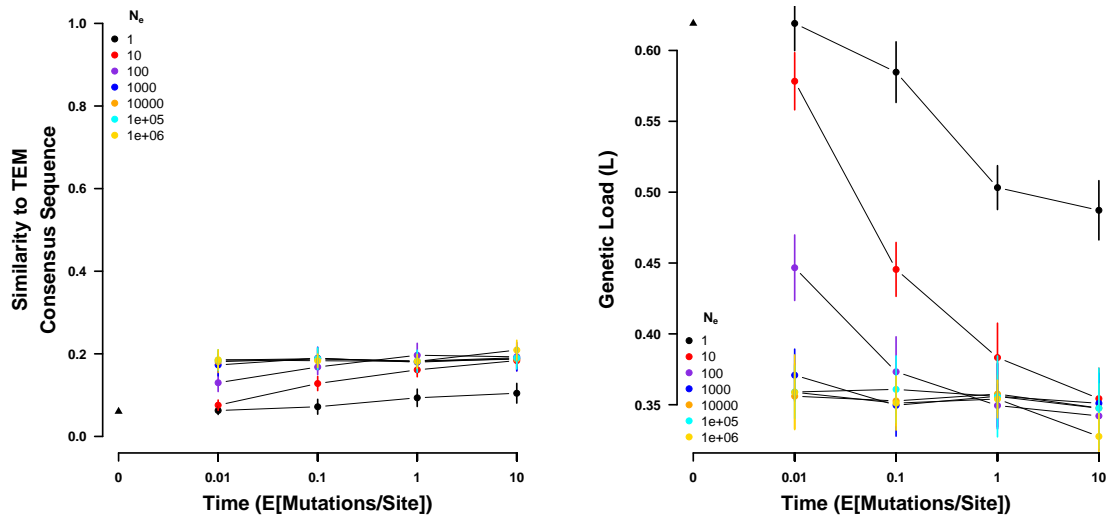 Nₑ
1
10
100
1000
10000
1e+05
1e+06
Similarity to TEM
Consensus Sequence
1.0
0.8
0.6
0.4
0.2
0.0
0
0.01
0.1
1
10
Time (E[Mutations/Site])
Genetic Load (L)
0.60
0.55
0.50
0.45
0.40
0.35
Nₑ
1
10
100
1000
10000
1e+05
1e+06
0
0.01
0.1
1
10
Time (E[Mutations/Site])